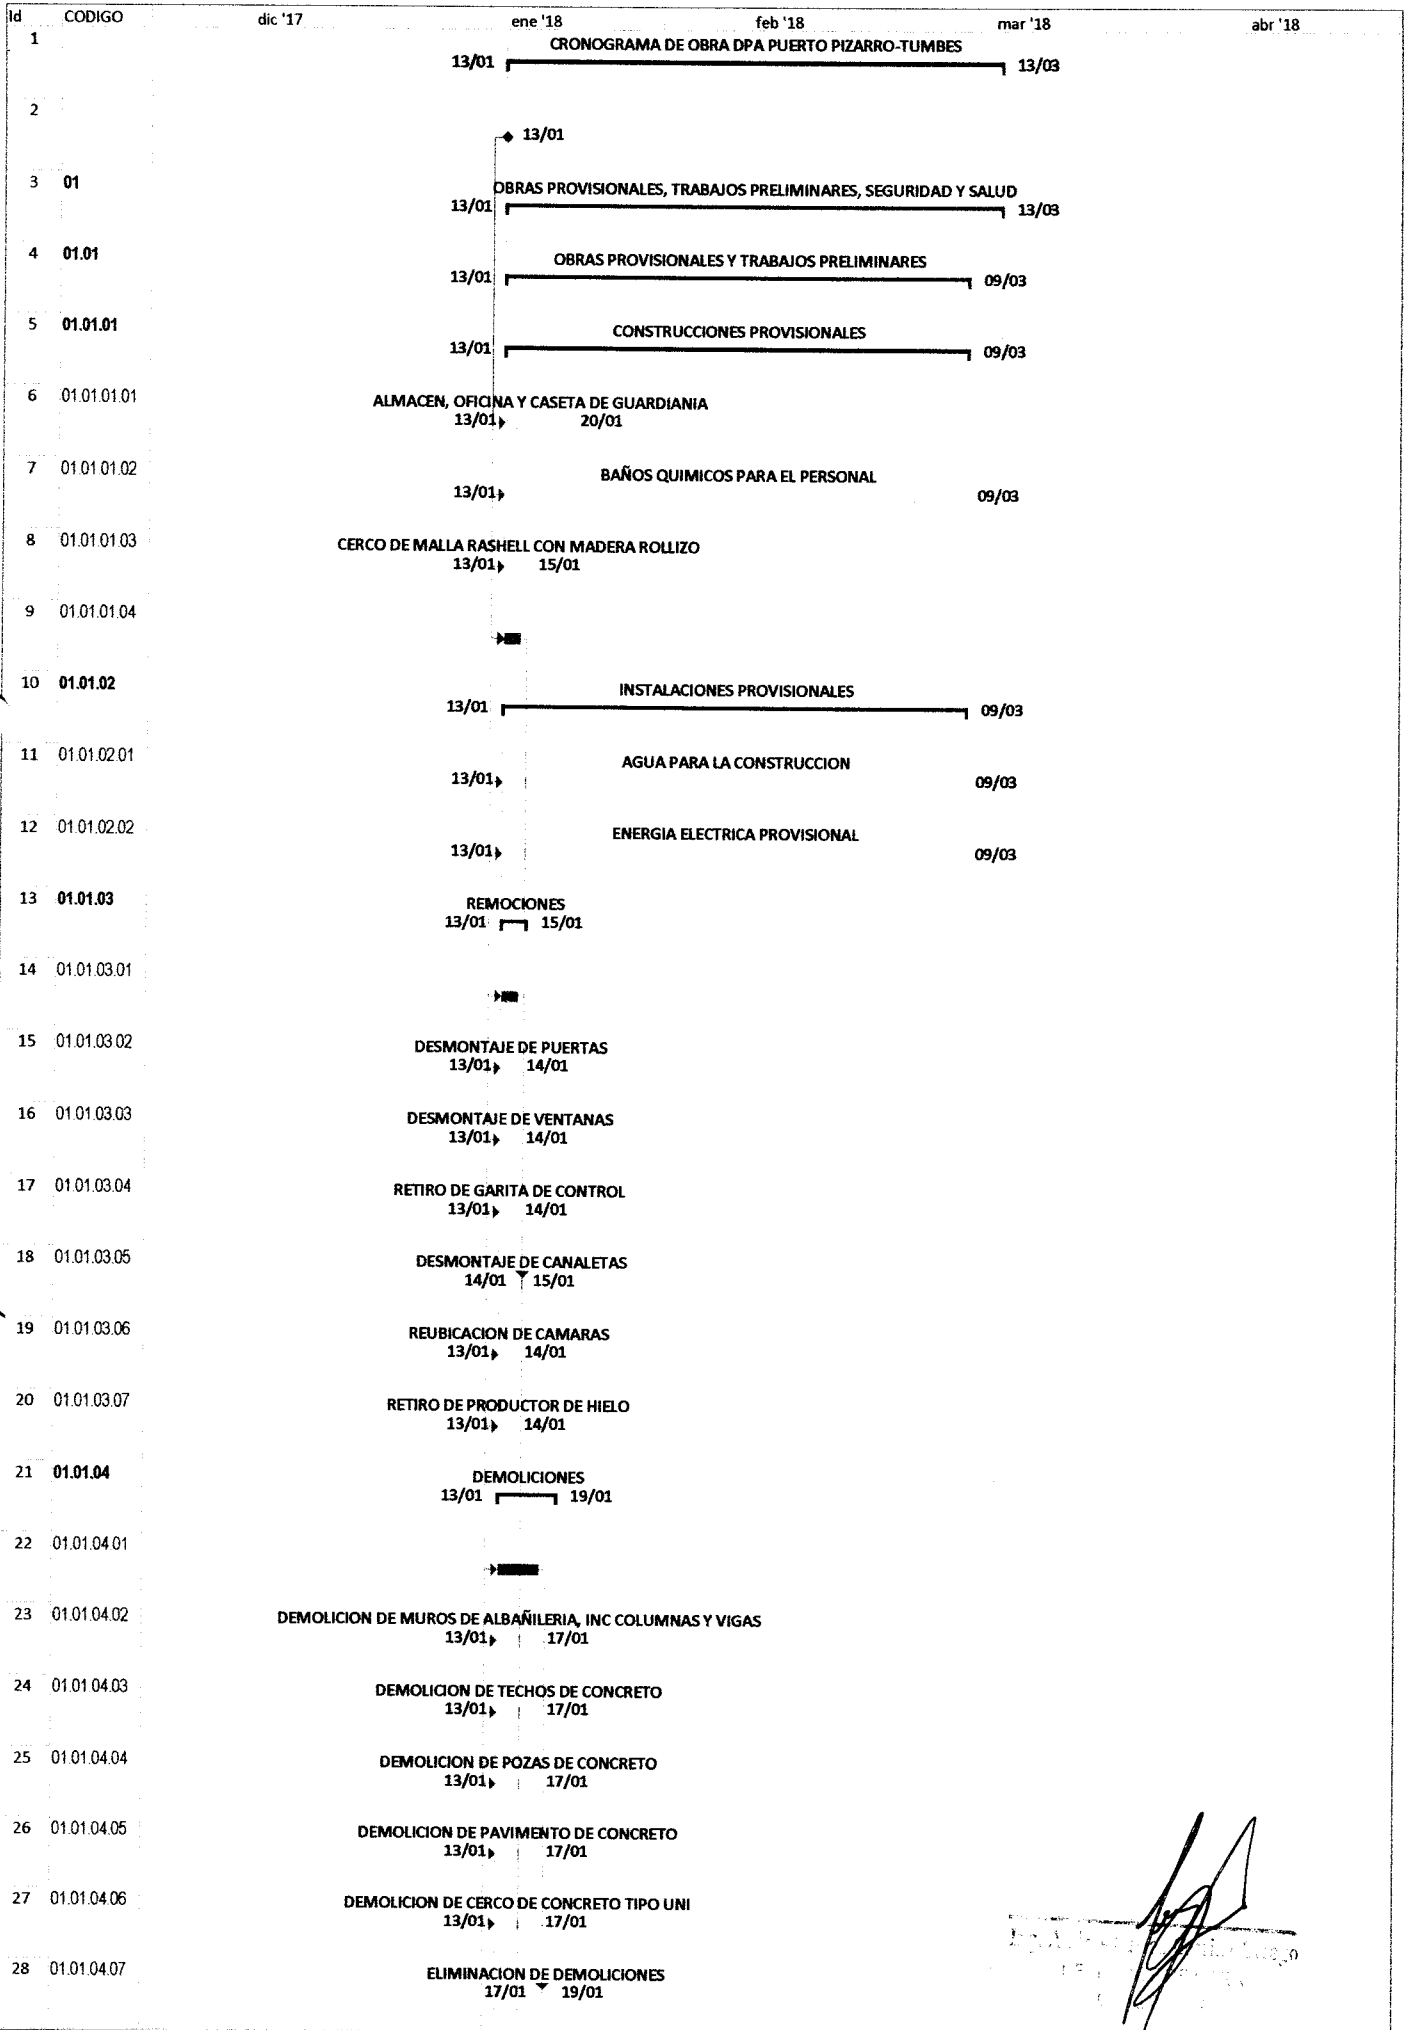 Id CODIGO dic '17 ene '18 feb '18 mar '18 abr '18
1 CRONOGRAMA DE OBRA DPA PUERTO PIZARRO-TUMBES
13/01 13/03
2
13/01
3 01 OBRAS PROVISIONALES, TRABAJOS PRELIMINARES, SEGURIDAD Y SALUD
13/01 13/03
4 01.01 OBRAS PROVISIONALES Y TRABAJOS PRELIMINARES
13/01 09/03
5 01.01.01 CONSTRUCCIONES PROVISIONALES
13/01 09/03
6 01.01.01.01 ALMACEN, OFICINA Y CASETA DE GUARDIANIA
13/01 20/01
7 01.01.01.02 BAÑOS QUIMICOS PARA EL PERSONAL
13/01 09/03
8 01.01.01.03 CERCO DE MALLA RASHELL CON MADERA ROLLIZO
13/01 15/01
9 01.01.01.04
10 01.01.02 INSTALACIONES PROVISIONALES
13/01 09/03
11 01.01.02.01 AGUA PARA LA CONSTRUCCION
13/01 09/03
12 01.01.02.02 ENERGIA ELECTRICA PROVISIONAL
13/01 09/03
13 01.01.03 REMOCIONES
13/01 15/01
14 01.01.03.01
15 01.01.03.02 DESMONTAJE DE PUERTAS
13/01 14/01
16 01.01.03.03 DESMONTAJE DE VENTANAS
13/01 14/01
17 01.01.03.04 RETIRO DE GARITA DE CONTROL
13/01 14/01
18 01.01.03.05 DESMONTAJE DE CANALETAS
14/01 15/01
19 01.01.03.06 REUBICACION DE CAMARAS
13/01 14/01
20 01.01.03.07 RETIRO DE PRODUCTOR DE HIELO
13/01 14/01
21 01.01.04 DEMOLICIONES
13/01 19/01
22 01.01.04.01
23 01.01.04.02 DEMOLICION DE MUROS DE ALBAÑILERIA, INC COLUMNAS Y VIGAS
13/01 17/01
24 01.01.04.03 DEMOLICION DE TECHOS DE CONCRETO
13/01 17/01
25 01.01.04.04 DEMOLICION DE POZAS DE CONCRETO
13/01 17/01
26 01.01.04.05 DEMOLICION DE PAVIMENTO DE CONCRETO
13/01 17/01
27 01.01.04.06 DEMOLICION DE CERCO DE CONCRETO TIPO UNI
13/01 17/01
28 01.01.04.07 ELIMINACION DE DEMOLICIONES
17/01 19/01